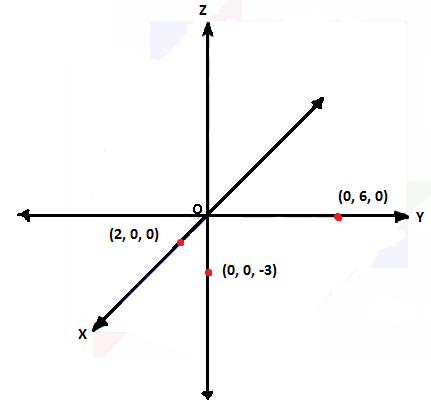 Z
(0, 6, 0)
O
Y
(2, 0, 0)
(0, 0, -3)
X